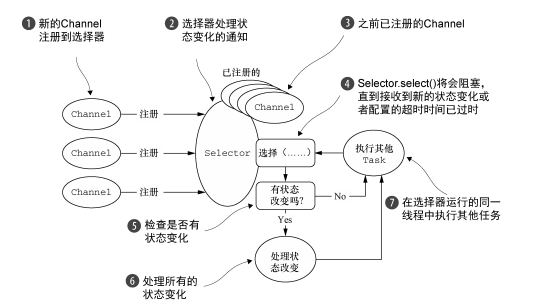 ❶ 新的Channel
注册到选择器
❷ 选择器处理状
态变化的通知
❸ 之前已注册的Channel
已注册的
Channel
❹ Selector.select()将会阻塞，
直到接收到新的状态变化或
者配置的超时时间已过时
Channel
注册
Channel
注册
Channel
注册
Selector
选择（......）
执行其他
Task
有状态
改变吗?
No
Yes
❺ 检查是否有
状态变化
❼ 在选择器运行的同一
线程中执行其他任务
处理状
态改变
❻ 处理所有的
状态变化